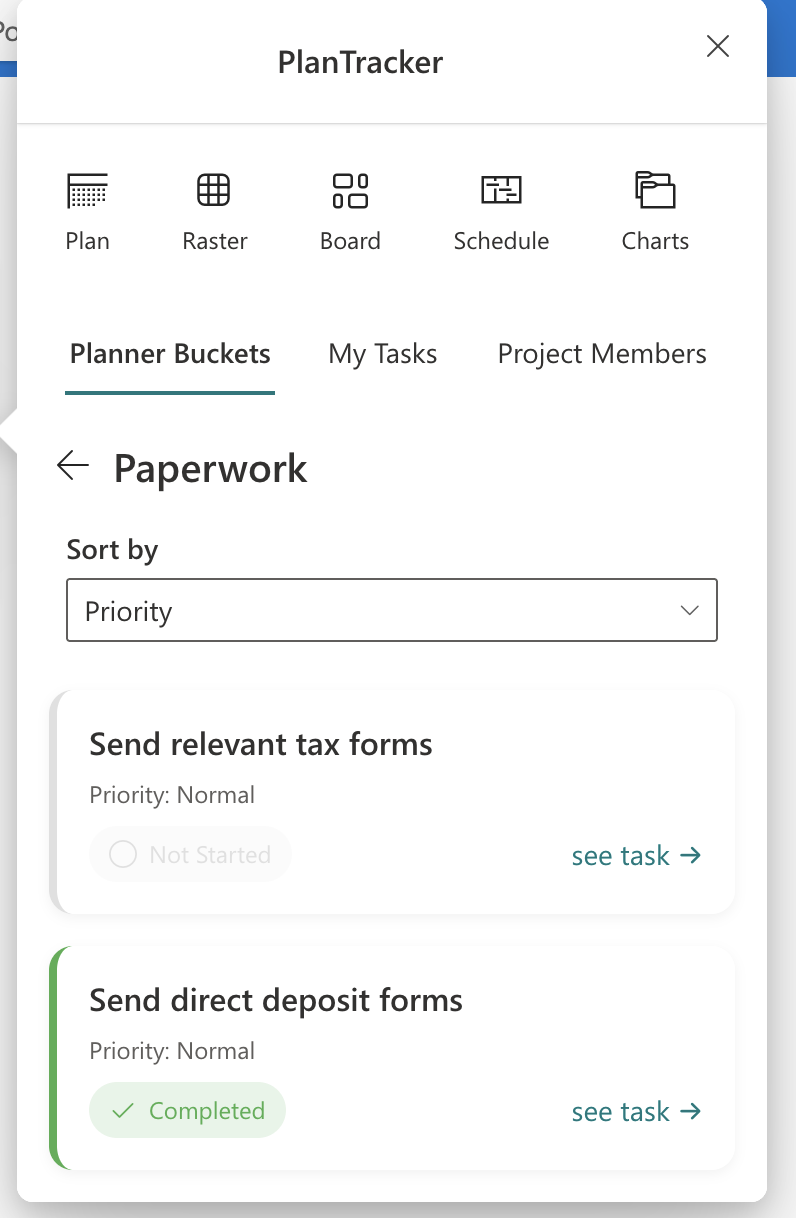 PlanTracker
Plan Raster Board Schedule Charts
Planner Buckets My Tasks Project Members
Paperwork
Sort by
Priority
Send relevant tax forms
Priority: Normal
Not Started see task
Send direct deposit forms
Priority: Normal
Completed see task